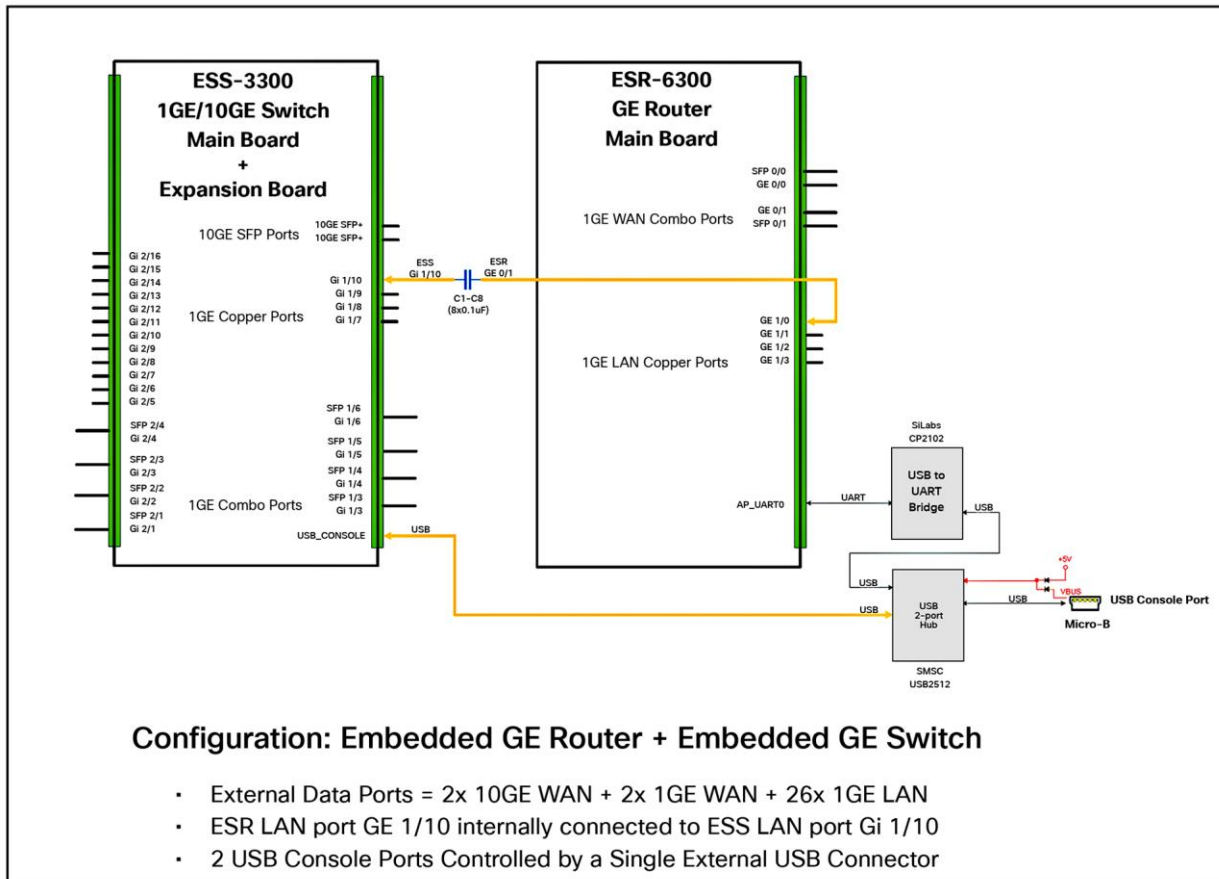 ESS-3300
1GE/10GE Switch
Main Board
+
Expansion Board
10GE SFP Ports
10GE SFP+
10GE SFP+
Gi 2/16
Gi 2/15
Gi 2/14
Gi 2/13
Gi 2/12
Gi 2/11
Gi 2/10
Gi 2/9
Gi 2/8
Gi 2/7
Gi 2/6
Gi 2/5
SFP 2/4
Gi 2/4
SFP 2/3
Gi 2/3
SFP 2/2
Gi 2/2
SFP 2/1
Gi 2/1
1GE Copper Ports
Gi 1/10
Gi 1/9
Gi 1/8
Gi 1/7
1GE Combo Ports
SFP 1/6
Gi 1/6
SFP 1/5
Gi 1/5
SFP 1/4
Gi 1/4
SFP 1/3
Gi 1/3
USB_CONSOLE
ESS
Gi 1/10
ESR
GE 0/1
C1-C8
(8x0.1uF)
ESR-6300
GE Router
Main Board
1GE WAN Combo Ports
SFP 0/0
GE 0/0
GE 0/1
SFP 0/1
1GE LAN Copper Ports
GE 1/0
GE 1/1
GE 1/2
GE 1/3
AP_UART0
UART
SiLabs
CP2102
USB to
UART
Bridge
USB
USB
USB
USB
USB
2-port
Hub
SMSC
USB2512
+5V
VBUS
USB
Micro-B
USB Console Port
Configuration: Embedded GE Router + Embedded GE Switch
· External Data Ports = 2x 10GE WAN + 2x 1GE WAN + 26x 1GE LAN
· ESR LAN port GE 1/10 internally connected to ESS LAN port Gi 1/10
· 2 USB Console Ports Controlled by a Single External USB Connector